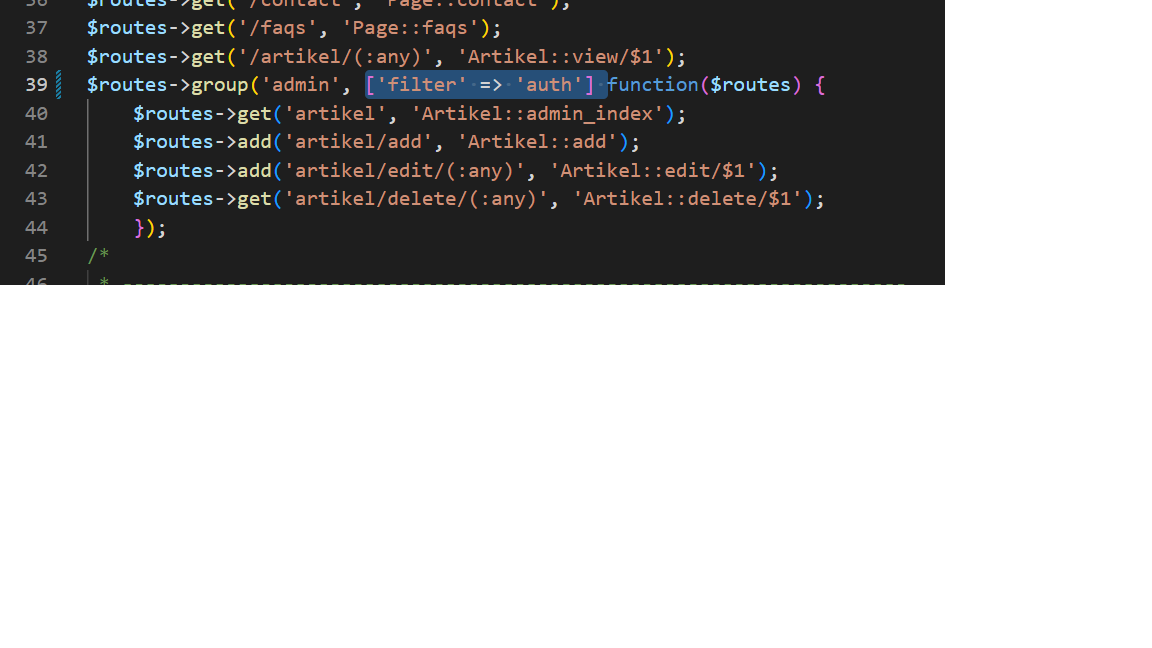 36 $routes->get('/contact', 'Page::contact');
37 $routes->get('/faqs', 'Page::faqs');
38 $routes->get('/artikel/(:any)', 'Artikel::view/$1');
39 $routes->group('admin', ['filter' => 'auth'] function($routes) {
40 $routes->get('artikel', 'Artikel::admin_index');
41 $routes->add('artikel/add', 'Artikel::add');
42 $routes->add('artikel/edit/(:any)', 'Artikel::edit/$1');
43 $routes->get('artikel/delete/(:any)', 'Artikel::delete/$1');
44 });
45 /*
46 * --------------------------------------------------------------------